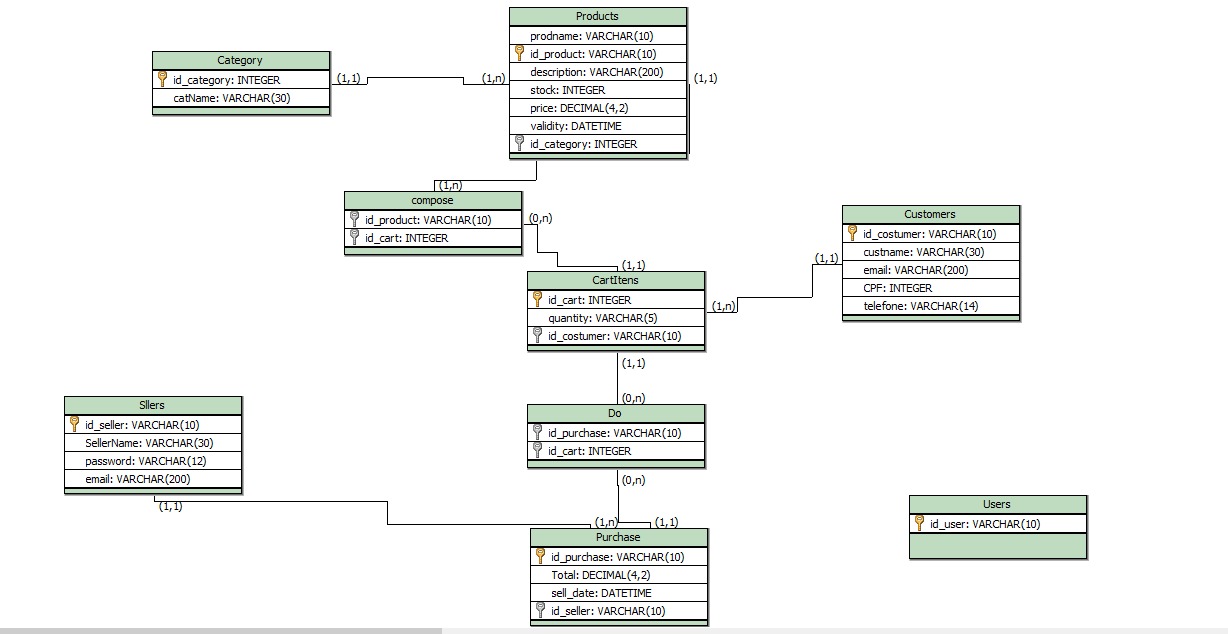 Products
prodname: VARCHAR(10)
id_product: VARCHAR(10)
description: VARCHAR(200)
stock: INTEGER
price: DECIMAL(4,2)
validity: DATETIME
id_category: INTEGER
(1,1)
Category
id_category: INTEGER
catName: VARCHAR(30)
(1,1)
(1,n)
(1,n)
compose
id_product: VARCHAR(10)
id_cart: INTEGER
(0,n)
(1,1)
Customers
id_costumer: VARCHAR(10)
custname: VARCHAR(30)
email: VARCHAR(200)
CPF: INTEGER
telefone: VARCHAR(14)
(1,1)
(1,n)
CartItens
id_cart: INTEGER
quantity: VARCHAR(5)
id_costumer: VARCHAR(10)
(1,1)
(0,n)
Do
id_purchase: VARCHAR(10)
id_cart: INTEGER
(0,n)
Sllers
id_seller: VARCHAR(10)
SellerName: VARCHAR(30)
password: VARCHAR(12)
email: VARCHAR(200)
(1,1)
(1,n)
(1,1)
Purchase
id_purchase: VARCHAR(10)
Total: DECIMAL(4,2)
sell_date: DATETIME
id_seller: VARCHAR(10)
Users
id_user: VARCHAR(10)